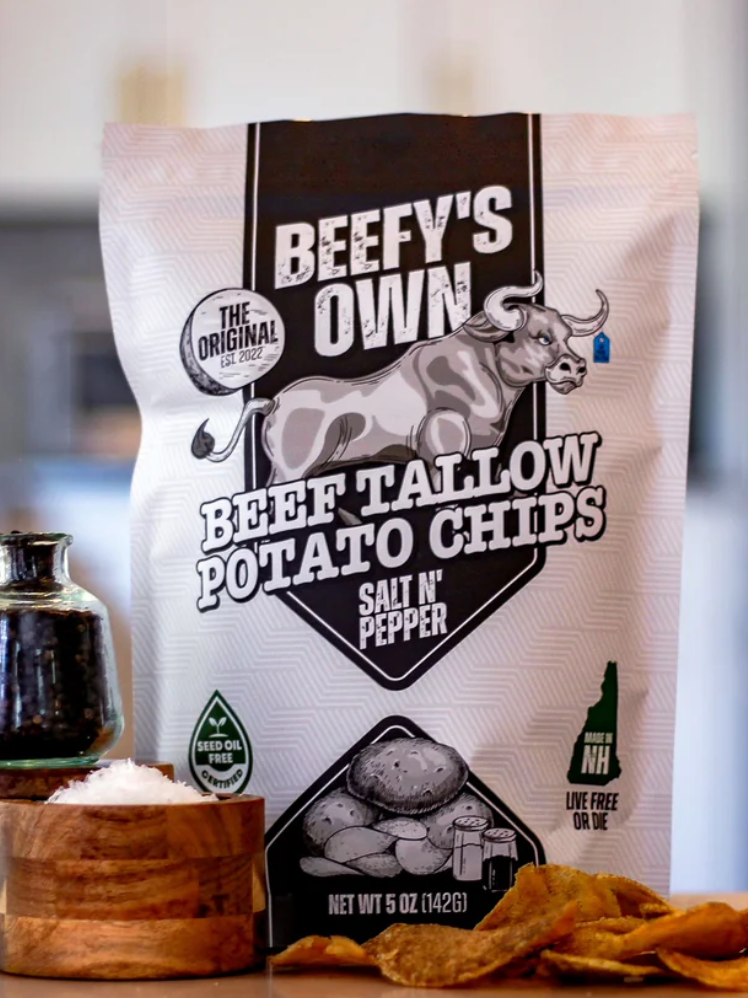 BEEFY'S
OWN
THE
ORIGINAL
EST. 2022
BEEF TALLOW
POTATO CHIPS
SALT N'
PEPPER
SEED OIL
FREE
CERTIFIED
MADE IN
NH
LIVE FREE
OR DIE
NET WT 5 OZ (142G)